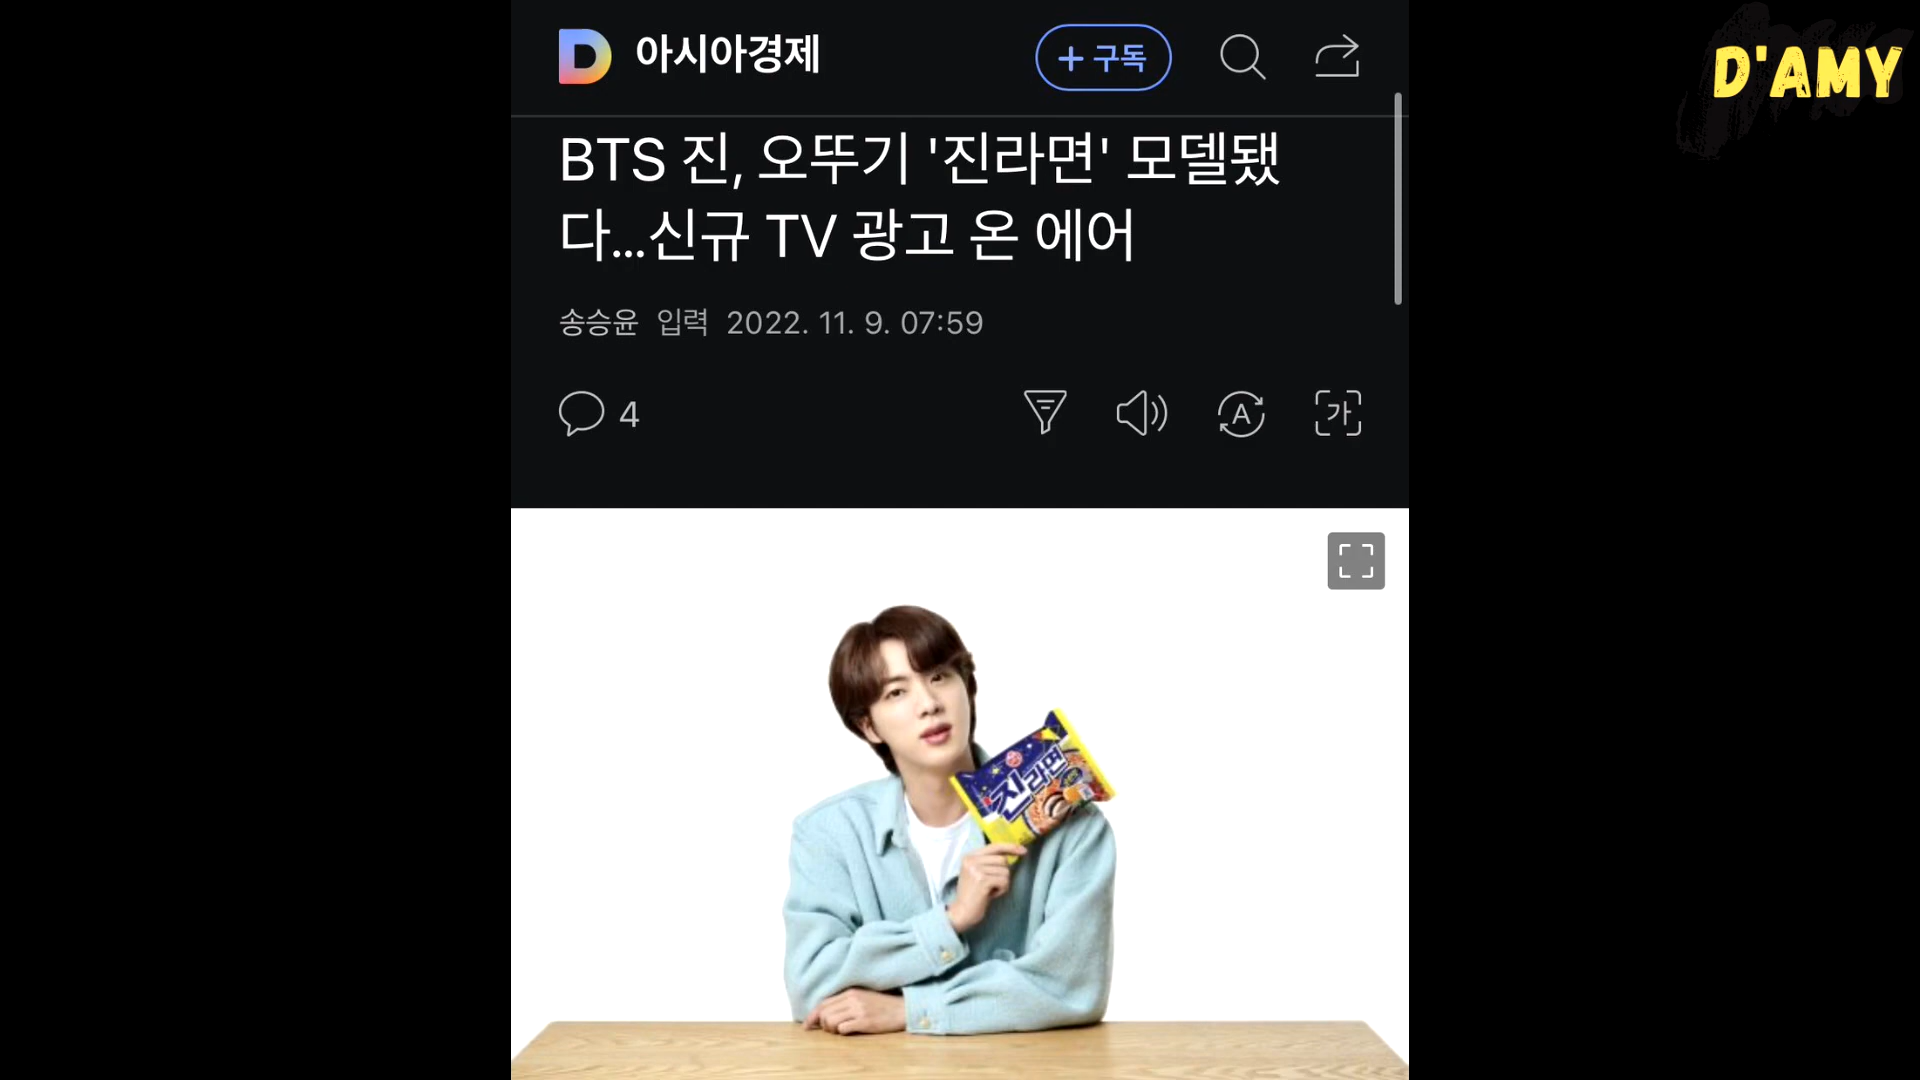 D'AMY
아시아경제
+ 구독
BTS 진, 오뚜기 '진라면' 모델됐
다...신규 TV 광고 온 에어
송승윤 입력 2022. 11. 9. 07:59
4
A
가
진라면